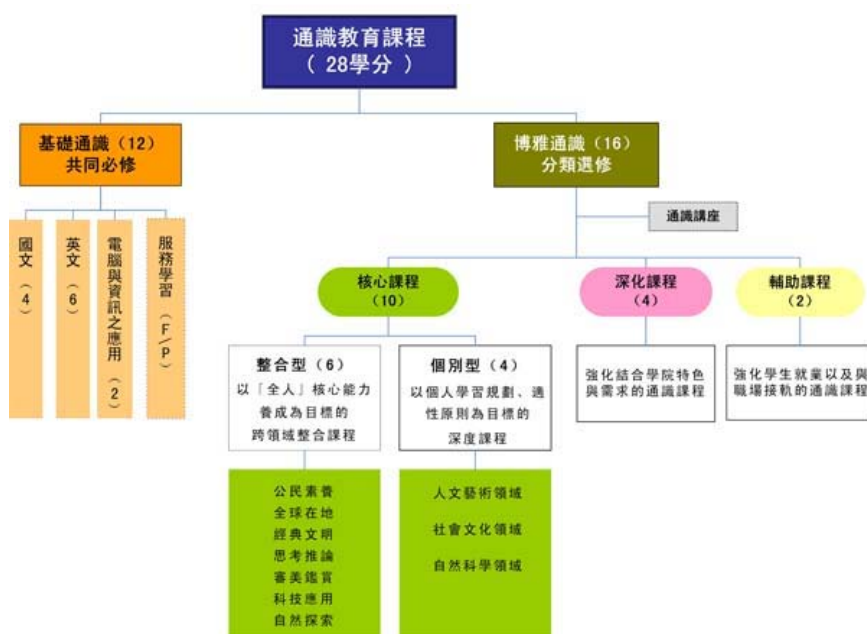 通識教育課程
( 28學分 )
基礎通識（12）
共同必修
博雅通識（16）
分類選修
通識講座
國文（4）
英文（6）
電腦與資訊之應用（2）
服務學習（F/P）
核心課程
（10）
深化課程
（4）
輔助課程
（2）
整合型（6）
以「全人」核心能力
養成為目標的
跨領域整合課程
個別型（4）
以個人學習規劃、適
性原則為目標的
深度課程
強化結合學院特色
與需求的通識課程
強化學生就業以及與
職場接軌的通識課程
公民素養
全球在地
經典文明
思考推論
審美鑑賞
科技應用
自然探索
人文藝術領域
社會文化領域
自然科學領域